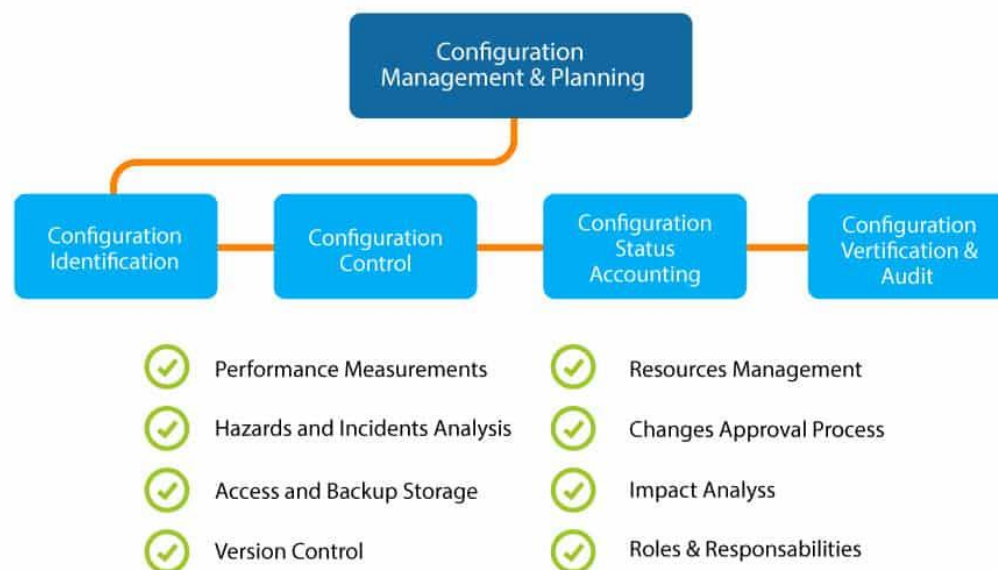 Configuration
Management & Planning
Configuration
Identification
Configuration
Control
Configuration
Status
Accounting
Configuration
Vertification &
Audit
Performance Measurements
Resources Management
Hazards and Incidents Analysis
Changes Approval Process
Access and Backup Storage
Impact Analyss
Version Control
Roles & Responsabilities